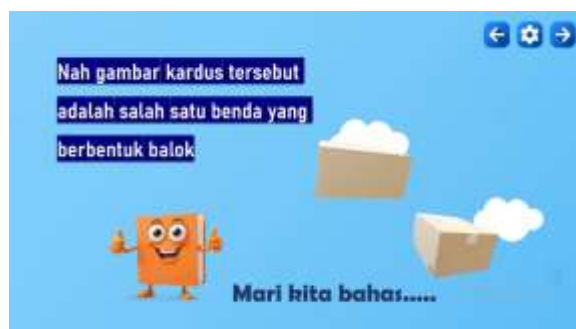 Nah gambar kardus tersebut
adalah salah satu benda yang
berbentuk balok
Mari kita bahas.....